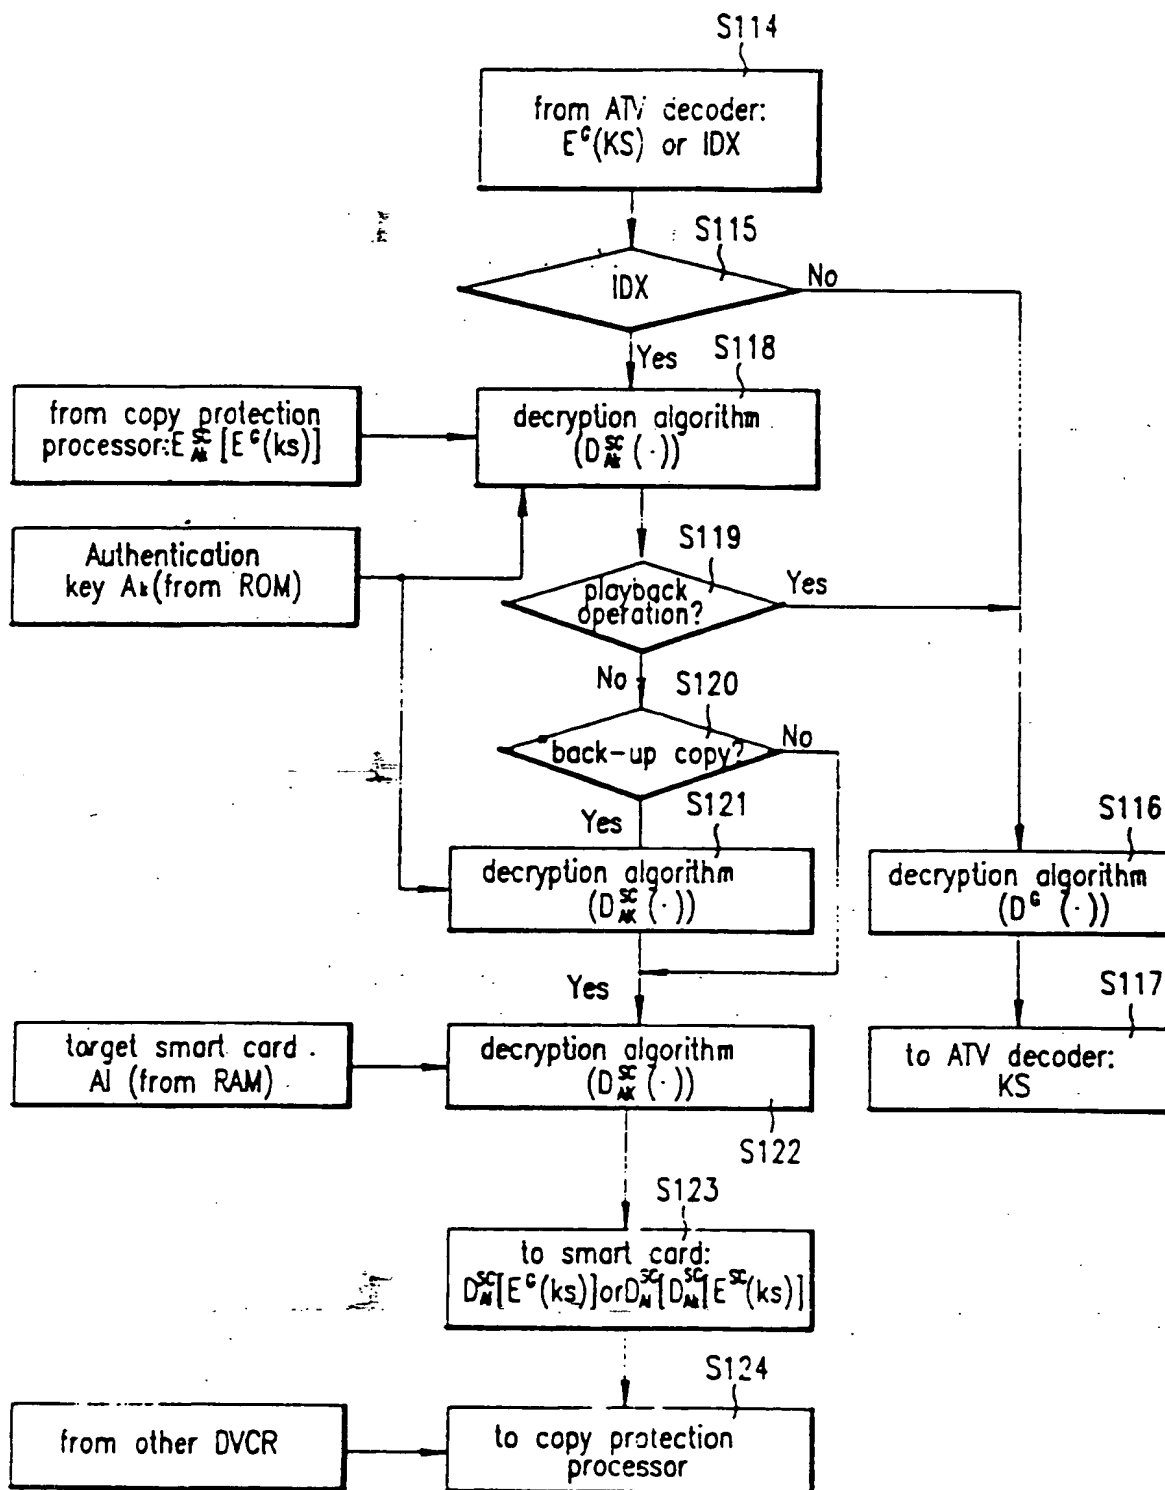 S114
from ATV decoder:
E^G(KS) or IDX
S115
IDX
No
Yes
S118
from copy protection
processor:E^SC_Ak[E^G(ks)]
decryption algorithm
(D^SC_Ak(·))
Authentication
key Ak(from ROM)
S119
playback
operation?
Yes
No
S120
back-up copy?
No
Yes
S121
decryption algorithm
(D^SC_AK(·))
S116
decryption algorithm
(D^G (·))
Yes
S117
target smart card
AI (from RAM)
decryption algorithm
(D^SC_AK(·))
to ATV decoder:
KS
S122
S123
to smart card:
D^SC_AI[E^G(ks)]orD^SC_AI[D^SC_Ak[E^SC(ks)]
S124
from other DVCR
to copy protection
processor